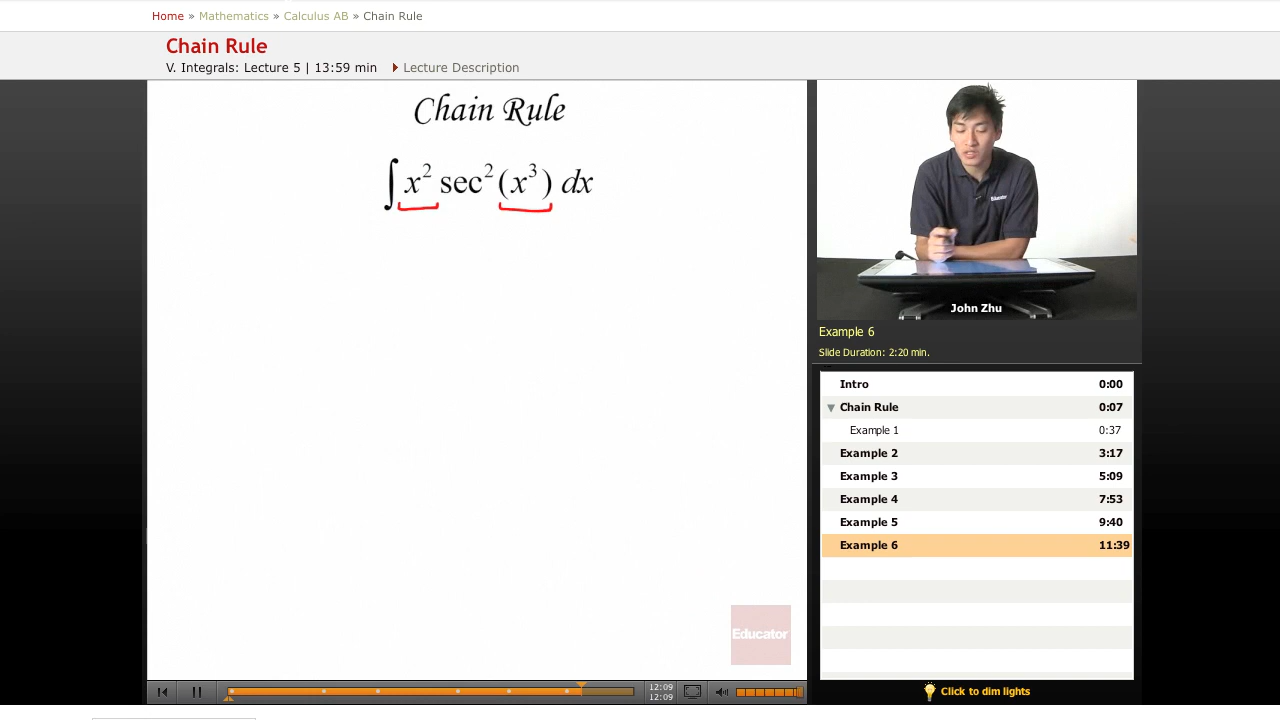 Home » Mathematics » Calculus AB » Chain Rule
Chain Rule
V. Integrals: Lecture 5 | 13:59 min Lecture Description
Chain Rule
∫ x² sec² (x³) dx
Educator
John Zhu
Example 6
Slide Duration: 2:20 min.
Intro 0:00
Chain Rule 0:07
Example 1 0:37
Example 2 3:17
Example 3 5:09
Example 4 7:53
Example 5 9:40
Example 6 11:39
Educator
12:09
12:09
Click to dim lights